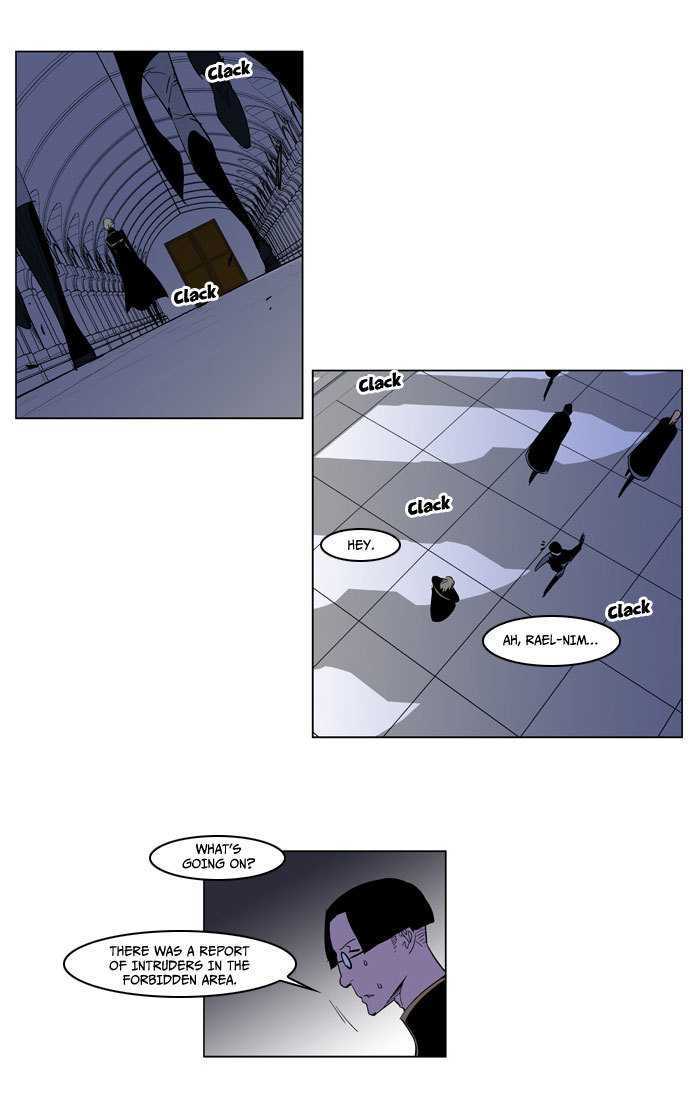 Clack
Clack
Clack
Clack
HEY.
Clack
AH, RAEL-NIM...
WHAT'S
GOING ON?
THERE WAS A REPORT
OF INTRUDERS IN THE
FORBIDDEN AREA.